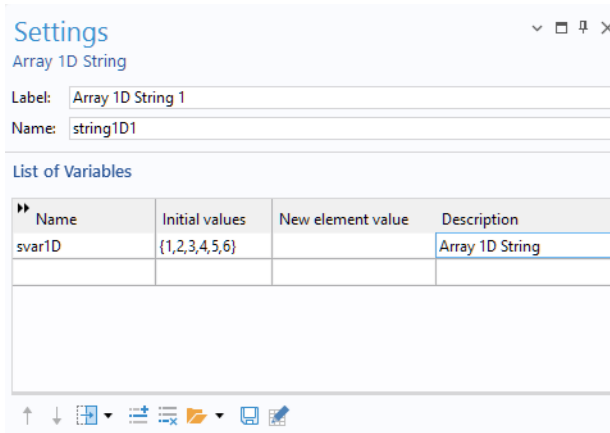 Settings
Array 1D String
Label: Array 1D String 1
Name: string1D1
List of Variables
Name Initial values New element value Description
svar1D {1,2,3,4,5,6} Array 1D String